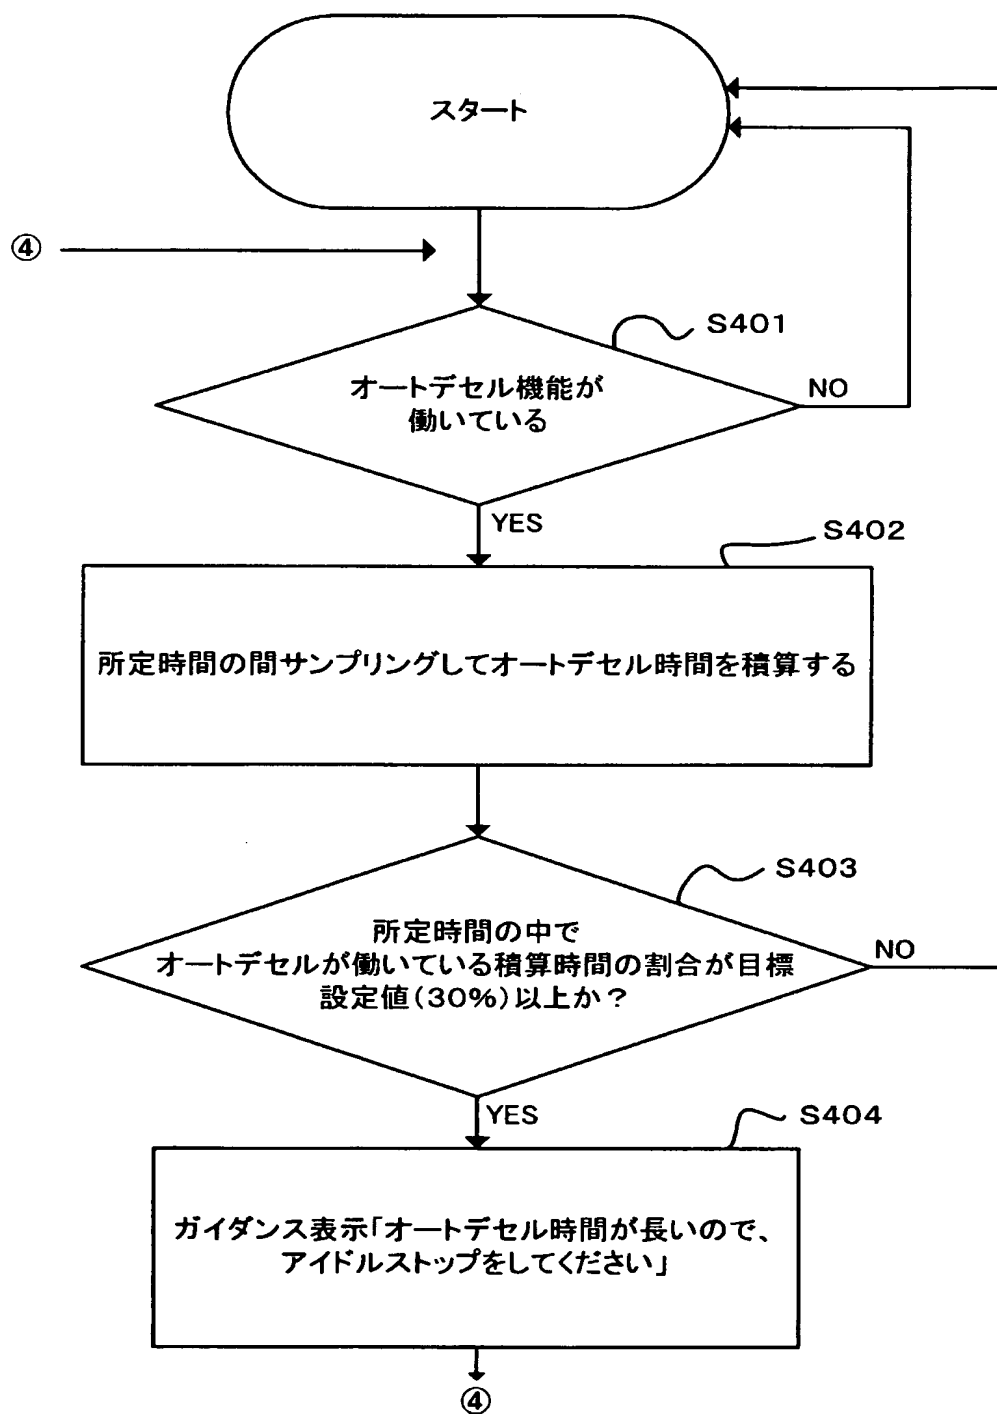 スタート
④
S401
オートデセル機能が
働いている
NO
YES
S402
所定時間の間サンプリングしてオートデセル時間を積算する
S403
所定時間の中で
オートデセルが働いている積算時間の割合が目標
設定値(30%)以上か?
NO
YES
S404
ガイダンス表示「オートデセル時間が長いので、
アイドルストップをしてください」
④